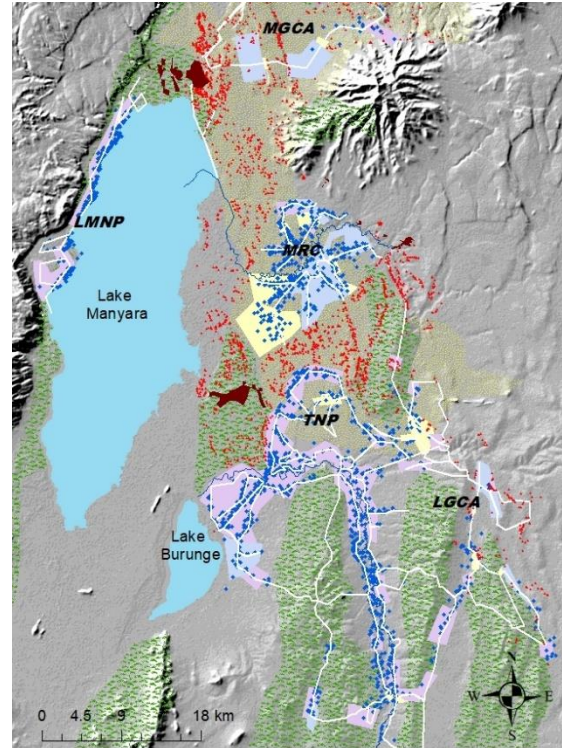 MGCA
LMNP
MRC
Lake
Manyara
TNP
LGCA
Lake
Burunge
N
W E
S
0 4.5 9 18 km